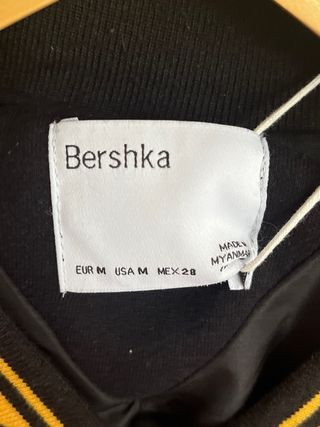 Bershka
EUR M USA M MEX 28
MADE IN
MYANMAR